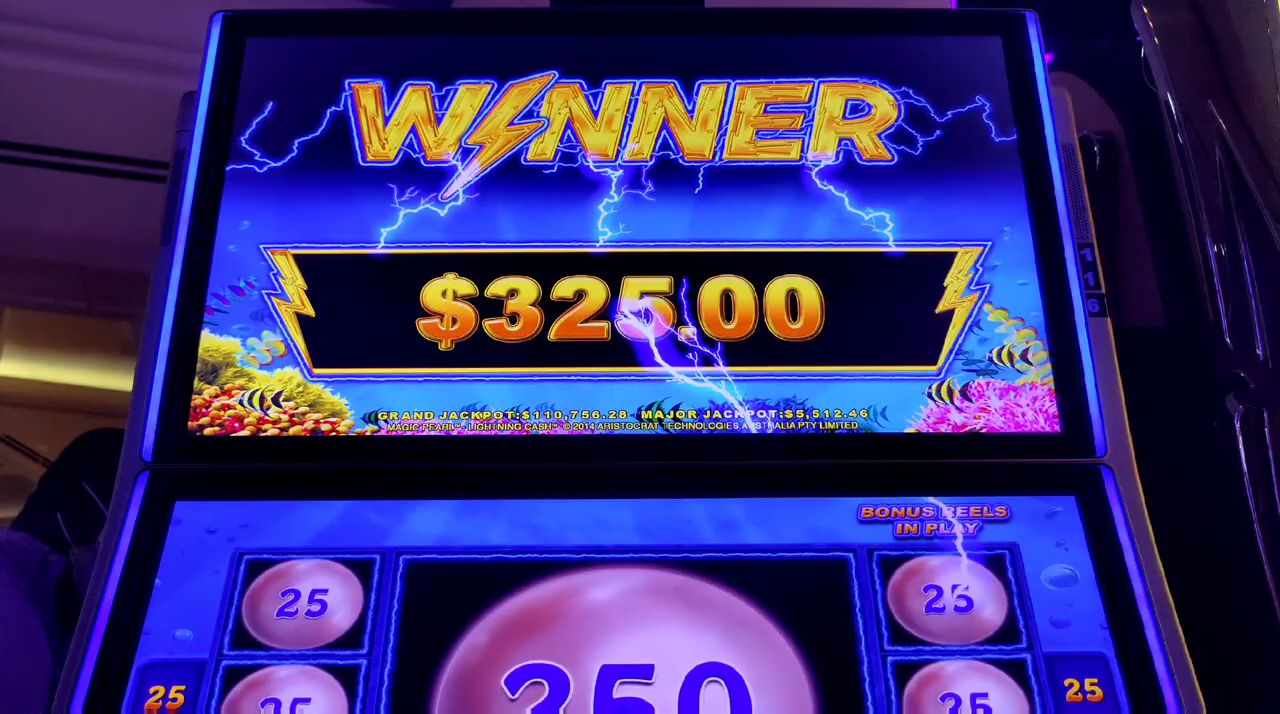 WINNER
$325.00
GRAND JACKPOT:$110,756.28 MAJOR JACKPOT:$5,512.46
MAGIC PEARL™ - LIGHTNING CASH™ © 2014 ARISTOCRAT TECHNOLOGIES AUSTRALIA PTY LIMITED
116
BONUS REELS
IN PLAY
25 25
25 350 25
25 25